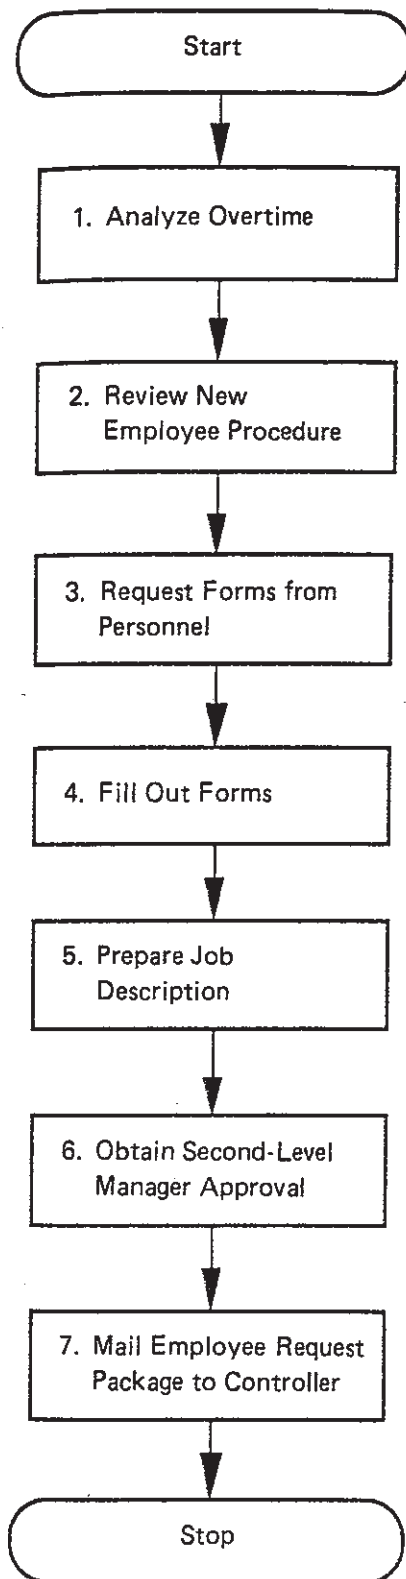 Start
1. Analyze Overtime
2. Review New
Employee Procedure
3. Request Forms from
Personnel
4. Fill Out Forms
5. Prepare Job
Description
6. Obtain Second-Level
Manager Approval
7. Mail Employee Request
Package to Controller
Stop